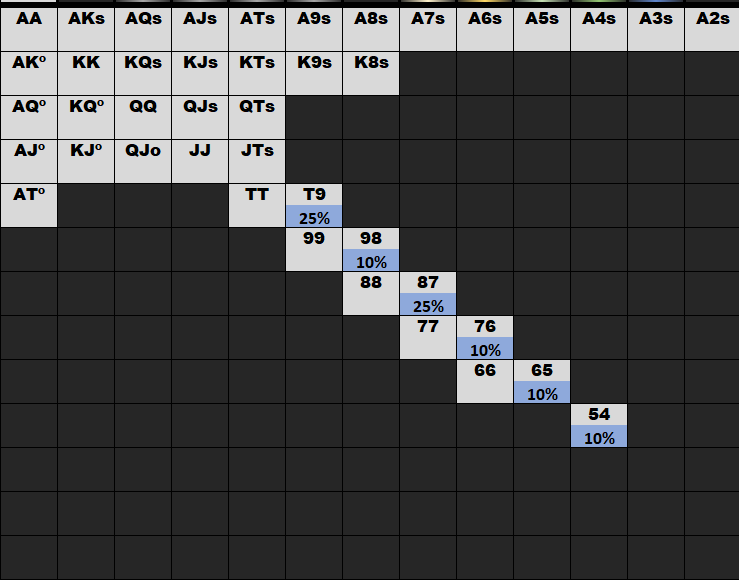 AA AKs AQs AJs ATs A9s A8s A7s A6s A5s A4s A3s A2s
AKº KK KQs KJs KTs K9s K8s
AQº KQº QQ QJs QTs
AJº KJº QJo JJ JTs
ATº TT T9
25%
99 98
10%
88 87
25%
77 76
10%
66 65
10%
54
10%